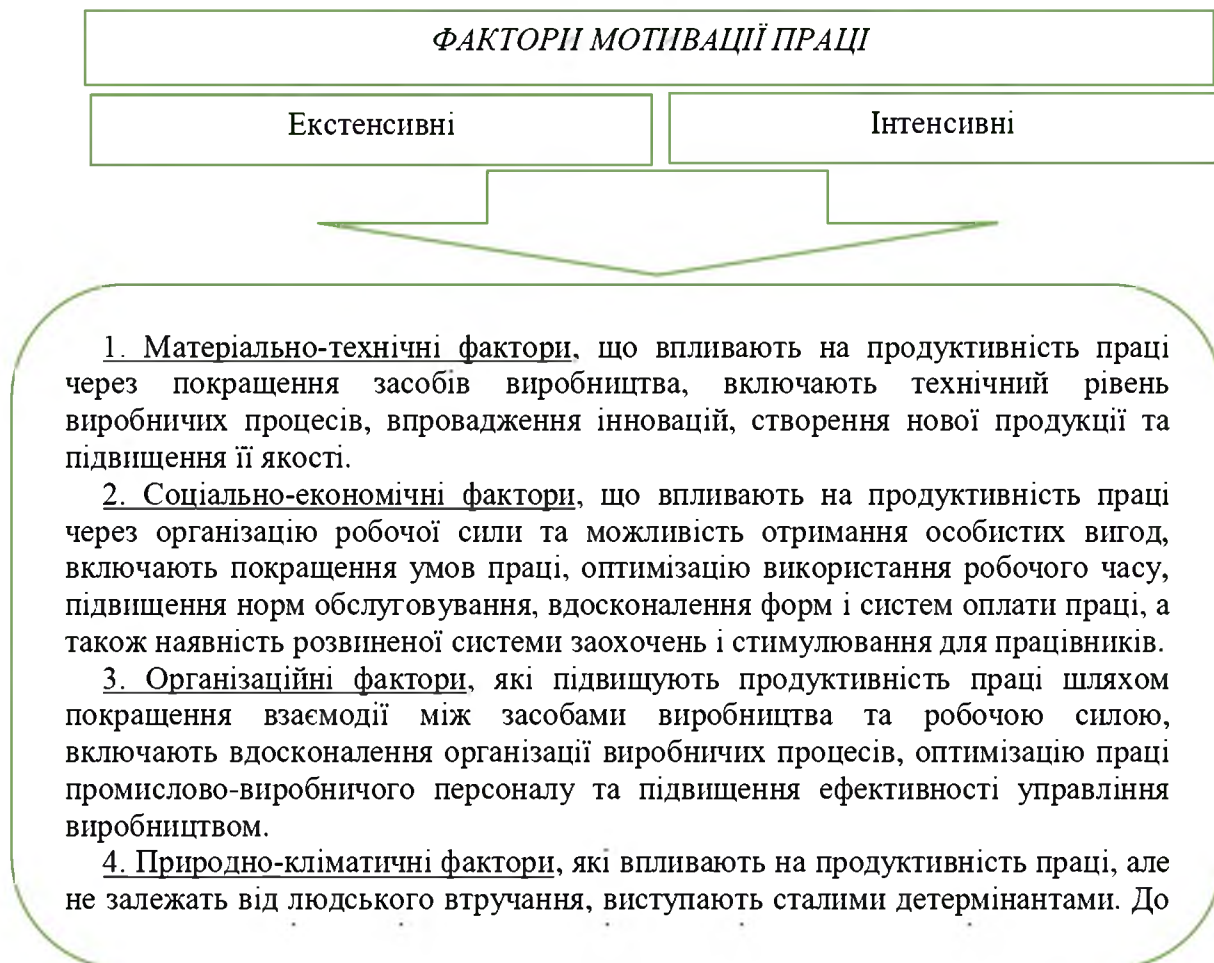 ФАКТОРИ МОТИВАЦІЇ ПРАЦІ
Екстенсивні
Інтенсивні
1. Матеріально-технічні фактори, що впливають на продуктивність праці
через покращення засобів виробництва, включають технічний рівень
виробничих процесів, впровадження інновацій, створення нової продукції та
підвищення її якості.
2. Соціально-економічні фактори, що впливають на продуктивність праці
через організацію робочої сили та можливість отримання особистих вигод,
включають покращення умов праці, оптимізацію використання робочого часу,
підвищення норм обслуговування, вдосконалення форм і систем оплати праці, а
також наявність розвиненої системи заохочень і стимулювання для працівників.
3. Організаційні фактори, які підвищують продуктивність праці шляхом
покращення взаємодії між засобами виробництва та робочою силою,
включають вдосконалення організації виробничих процесів, оптимізацію праці
промислово-виробничого персоналу та підвищення ефективності управління
виробництвом.
4. Природно-кліматичні фактори, які впливають на продуктивність праці, але
не залежать від людського втручання, виступають сталими детермінантами. До